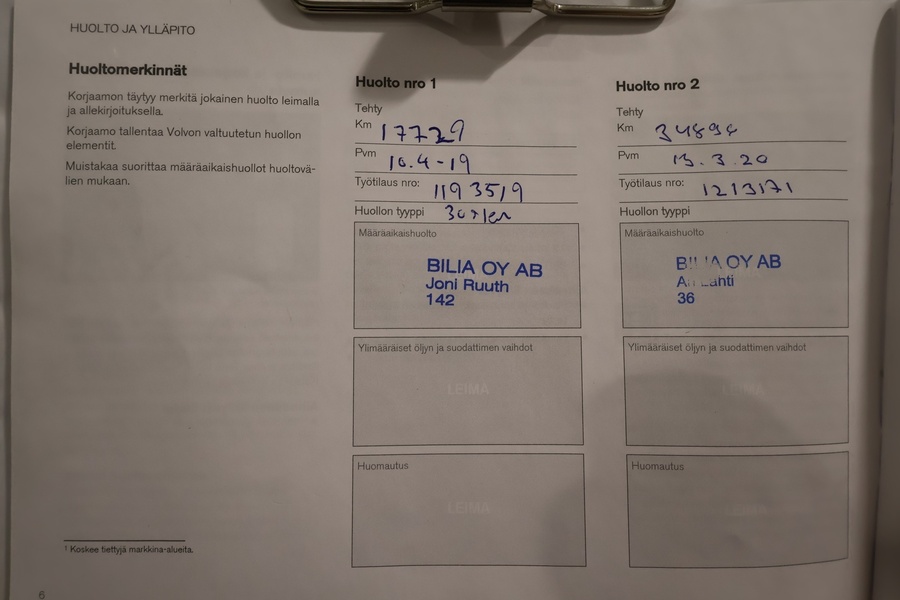 HUOLTO JA YLLÄPITO
Huoltomerkinnät
Korjaamon täytyy merkitä jokainen huolto leimalla
ja allekirjoituksella.
Korjaamo tallentaa Volvon valtuutetun huollon
elementit.
Muistakaa suorittaa määräaikaishuollot huoltovä-
lien mukaan.
1 Koskee tiettyjä markkina-alueita.
6
Huolto nro 1
Tehty
Km 17729
Pvm 10.4-19
Työtilaus nro: 1193519
Huollon tyyppi
Määräaikaishuolto
BILIA OY AB
Joni Ruuth
142
Ylimääräiset öljyn ja suodattimen vaihdot
LEIMA
Huomautus
LEIMA
Huolto nro 2
Tehty
Km 34894
Pvm 13.3.20
Työtilaus nro: 1213171
Huollon tyyppi
Määräaikaishuolto
BILIA OY AB
Lahti
36
Ylimääräiset öljyn ja suodattimen vaihdot
LEIMA
Huomautus
LEIMA